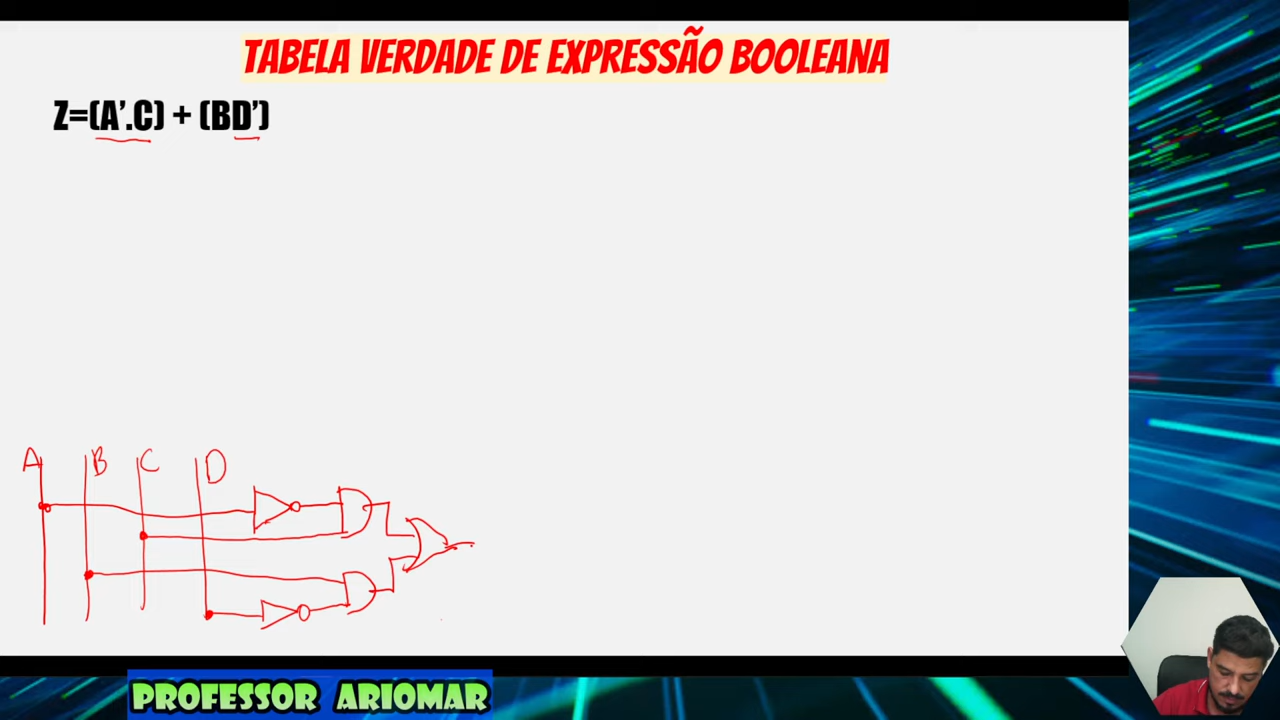 TABELA VERDADE DE EXPRESSÃO BOOLEANA
Z=(A’.C) + (BD’)
A B C D
PROFESSOR ARIOMAR